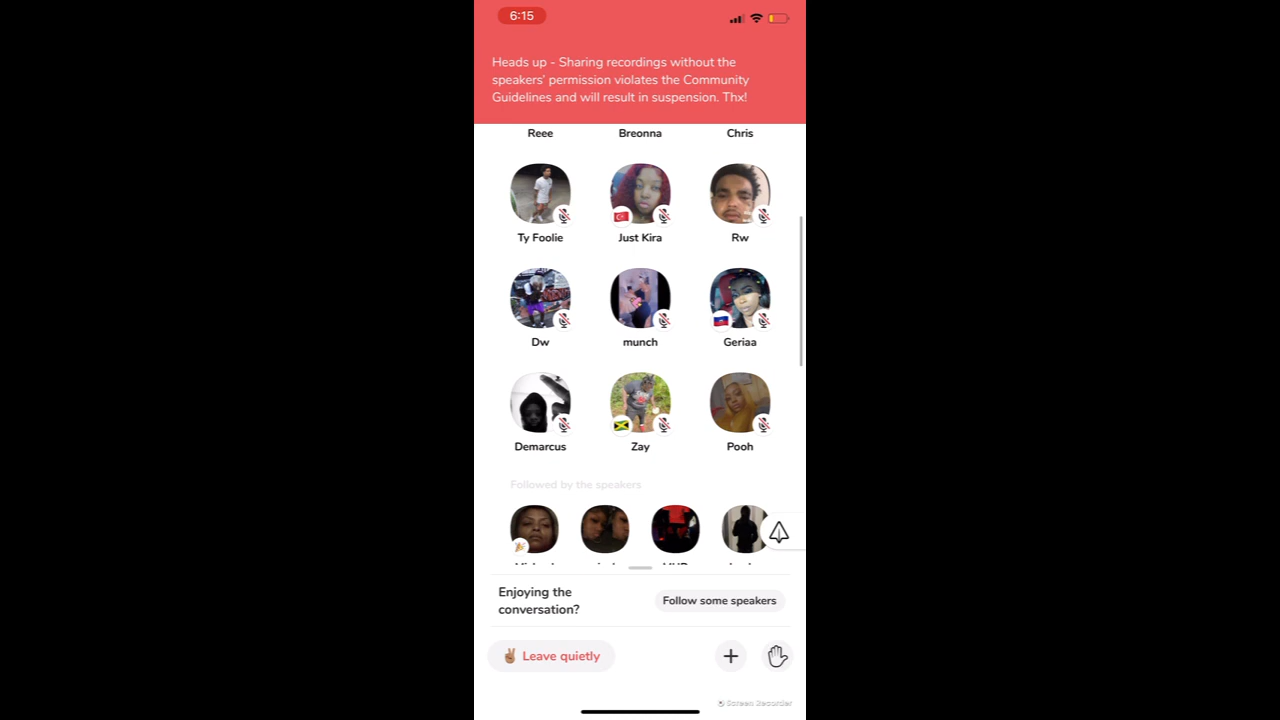 6:15
Heads up - Sharing recordings without the
speakers' permission violates the Community
Guidelines and will result in suspension. Thx!
Reee Breonna Chris
Ty Foolie Just Kira Rw
Dw munch Geriaa
Demarcus Zay Pooh
Followed by the speakers
Enjoying the
conversation?
Follow some speakers
Leave quietly
Screen Recorder